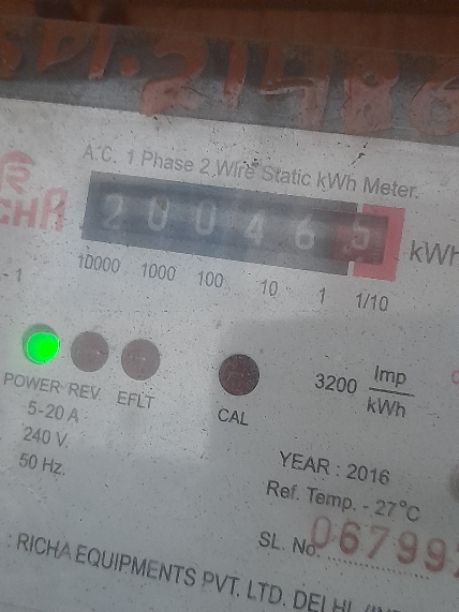 A.C. 1 Phase 2 Wire Static kWh Meter.
200465 kWh
10000 1000 100 10 1 1/10
- 1
POWER REV. EFLT
CAL
3200 Imp
kWh
5-20 A
240 V.
50 Hz.
YEAR : 2016
Ref. Temp. - 27°C
SL. No. 06799
: RICHA EQUIPMENTS PVT. LTD. DELHI